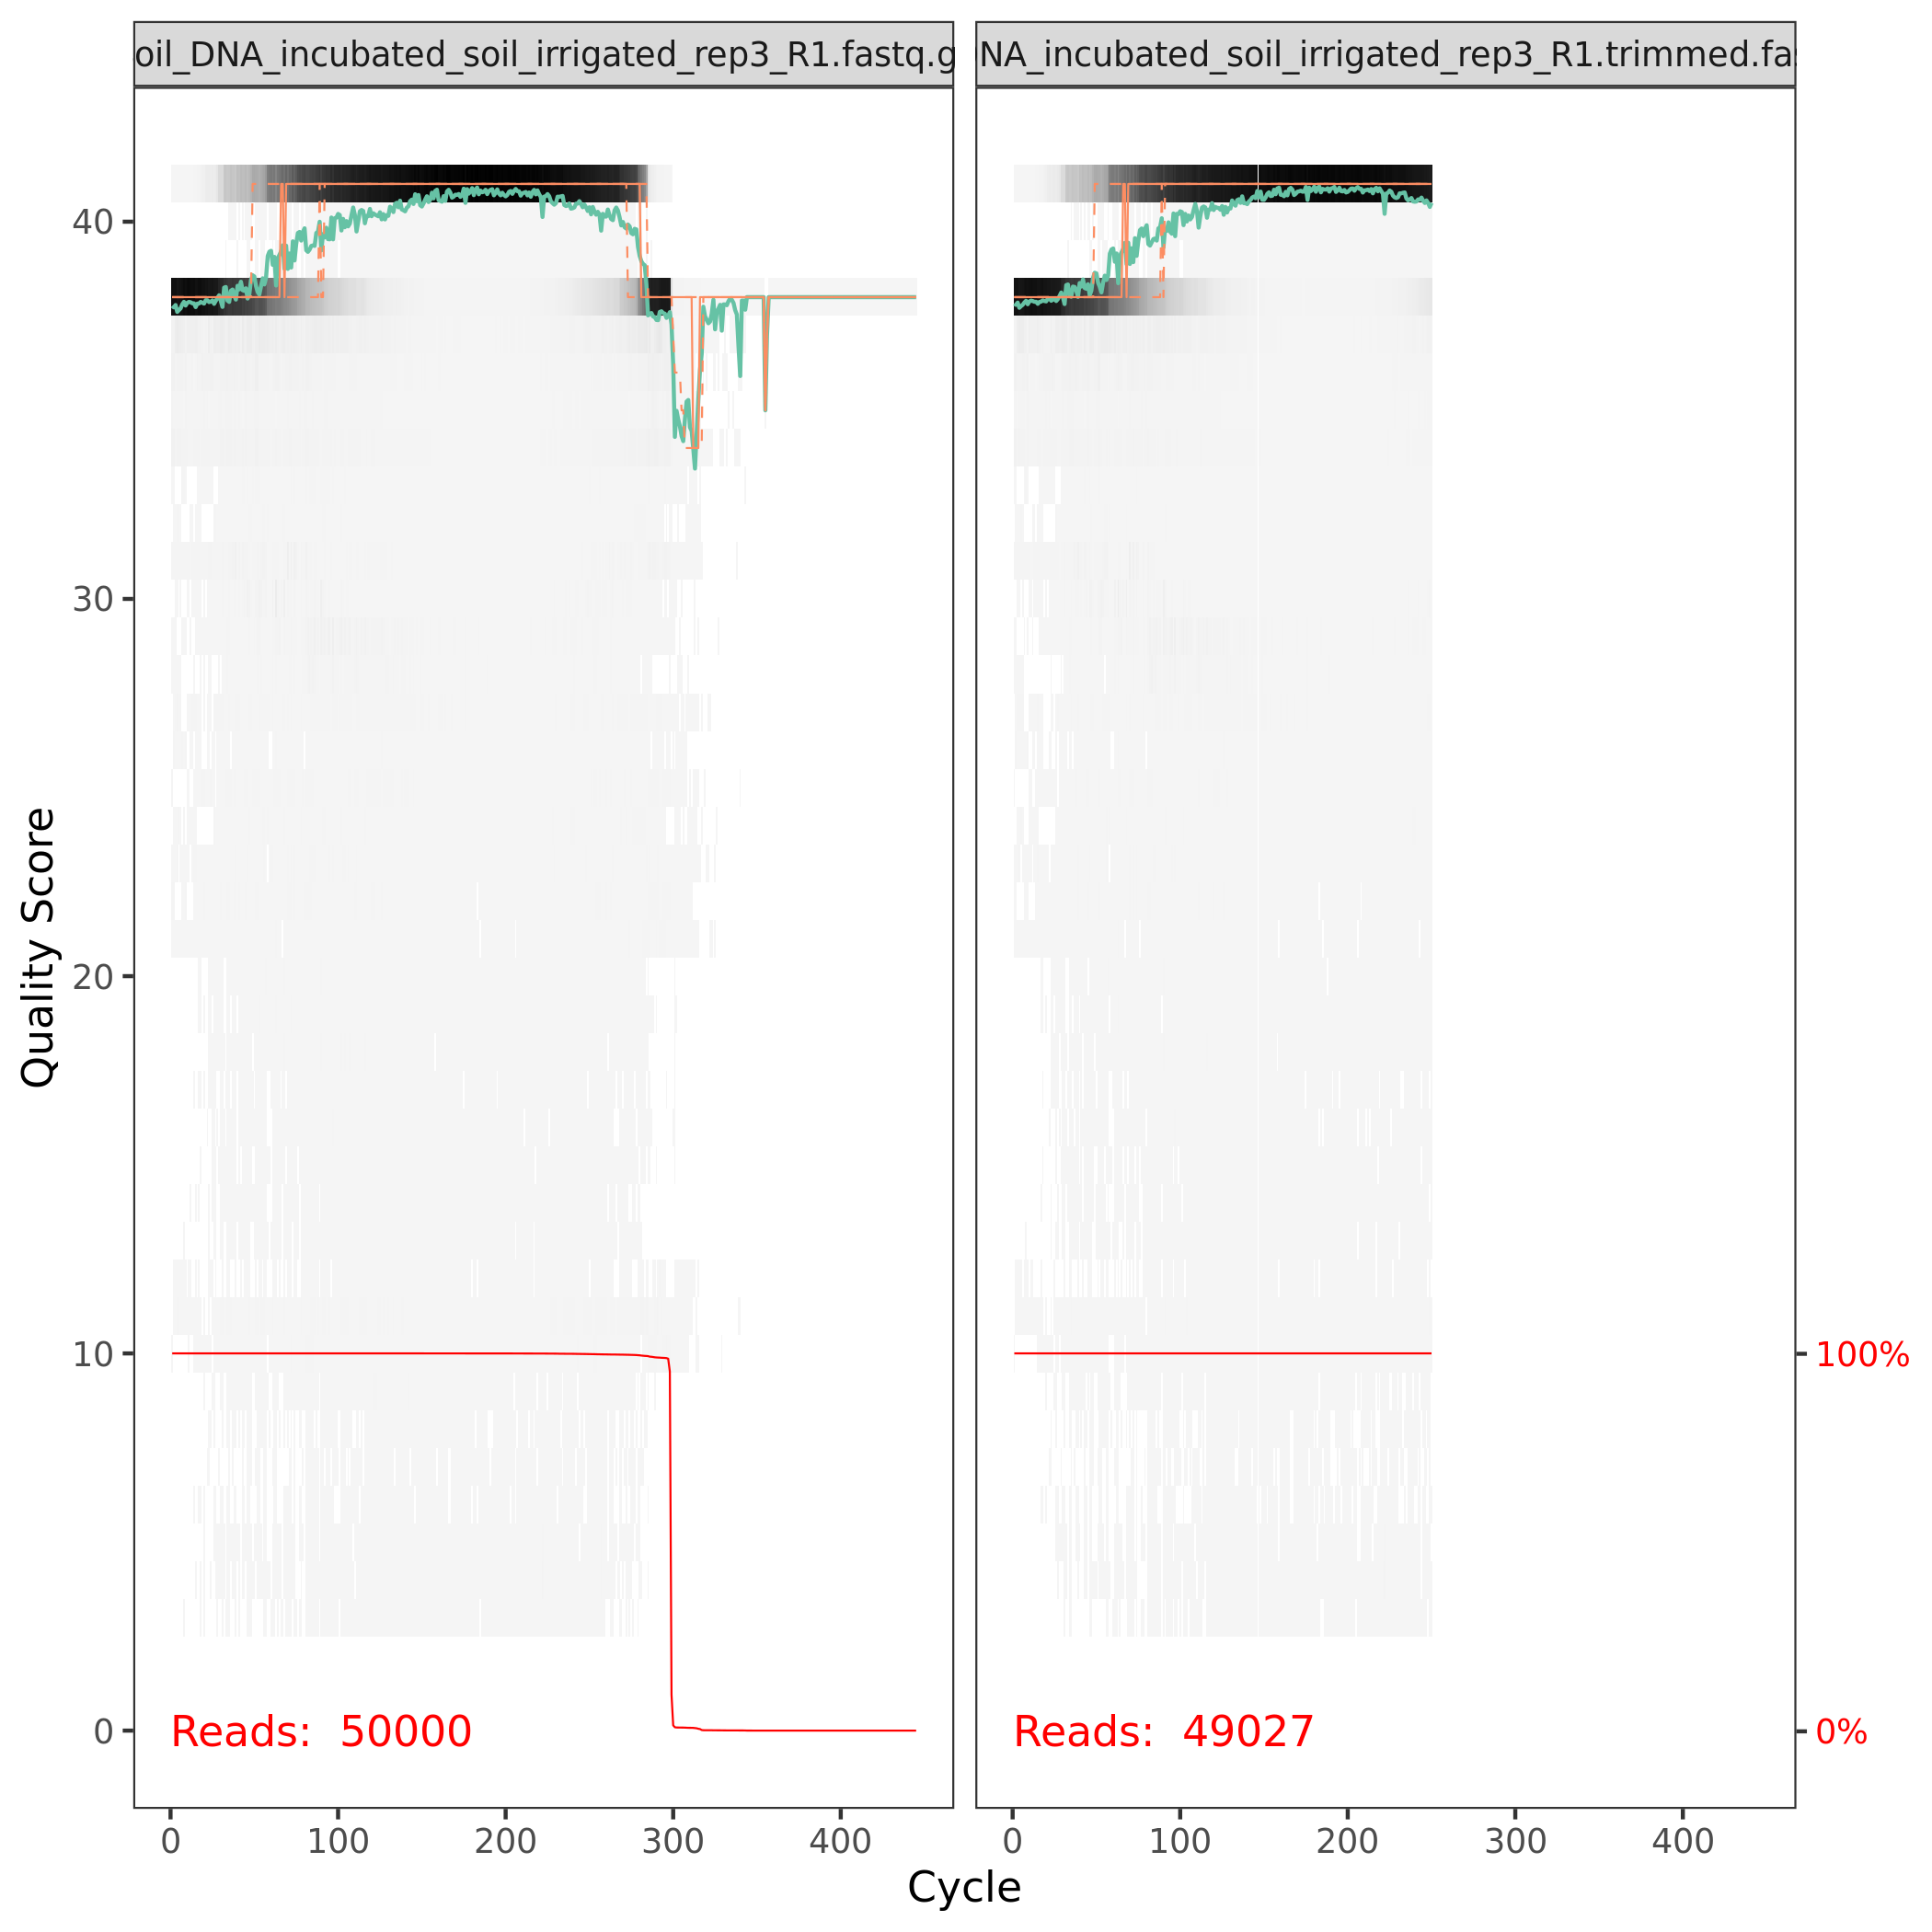 oil_DNA_incubated_soil_irrigated_rep3_R1.fastq.g
NA_incubated_soil_irrigated_rep3_R1.trimmed.fas
Quality Score
40
30
20
10
0
Reads: 50000
Reads: 49027
100%
0%
0 100 200 300 400
0 100 200 300 400
Cycle